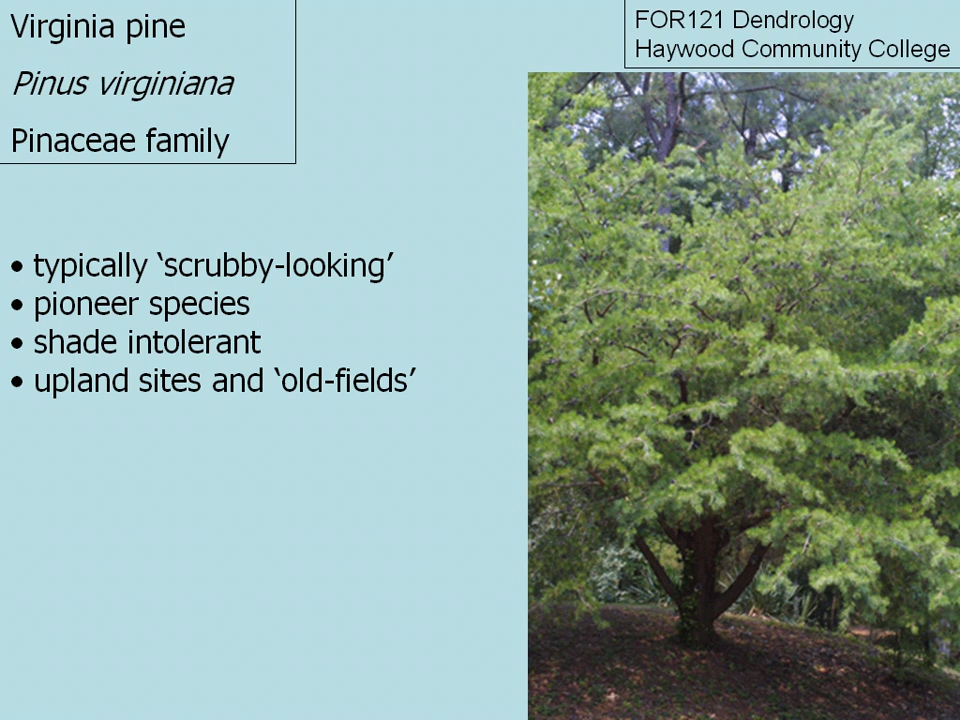 Virginia pine
Pinus virginiana
Pinaceae family
FOR121 Dendrology
Haywood Community College
• typically ‘scrubby-looking’
• pioneer species
• shade intolerant
• upland sites and ‘old-fields’